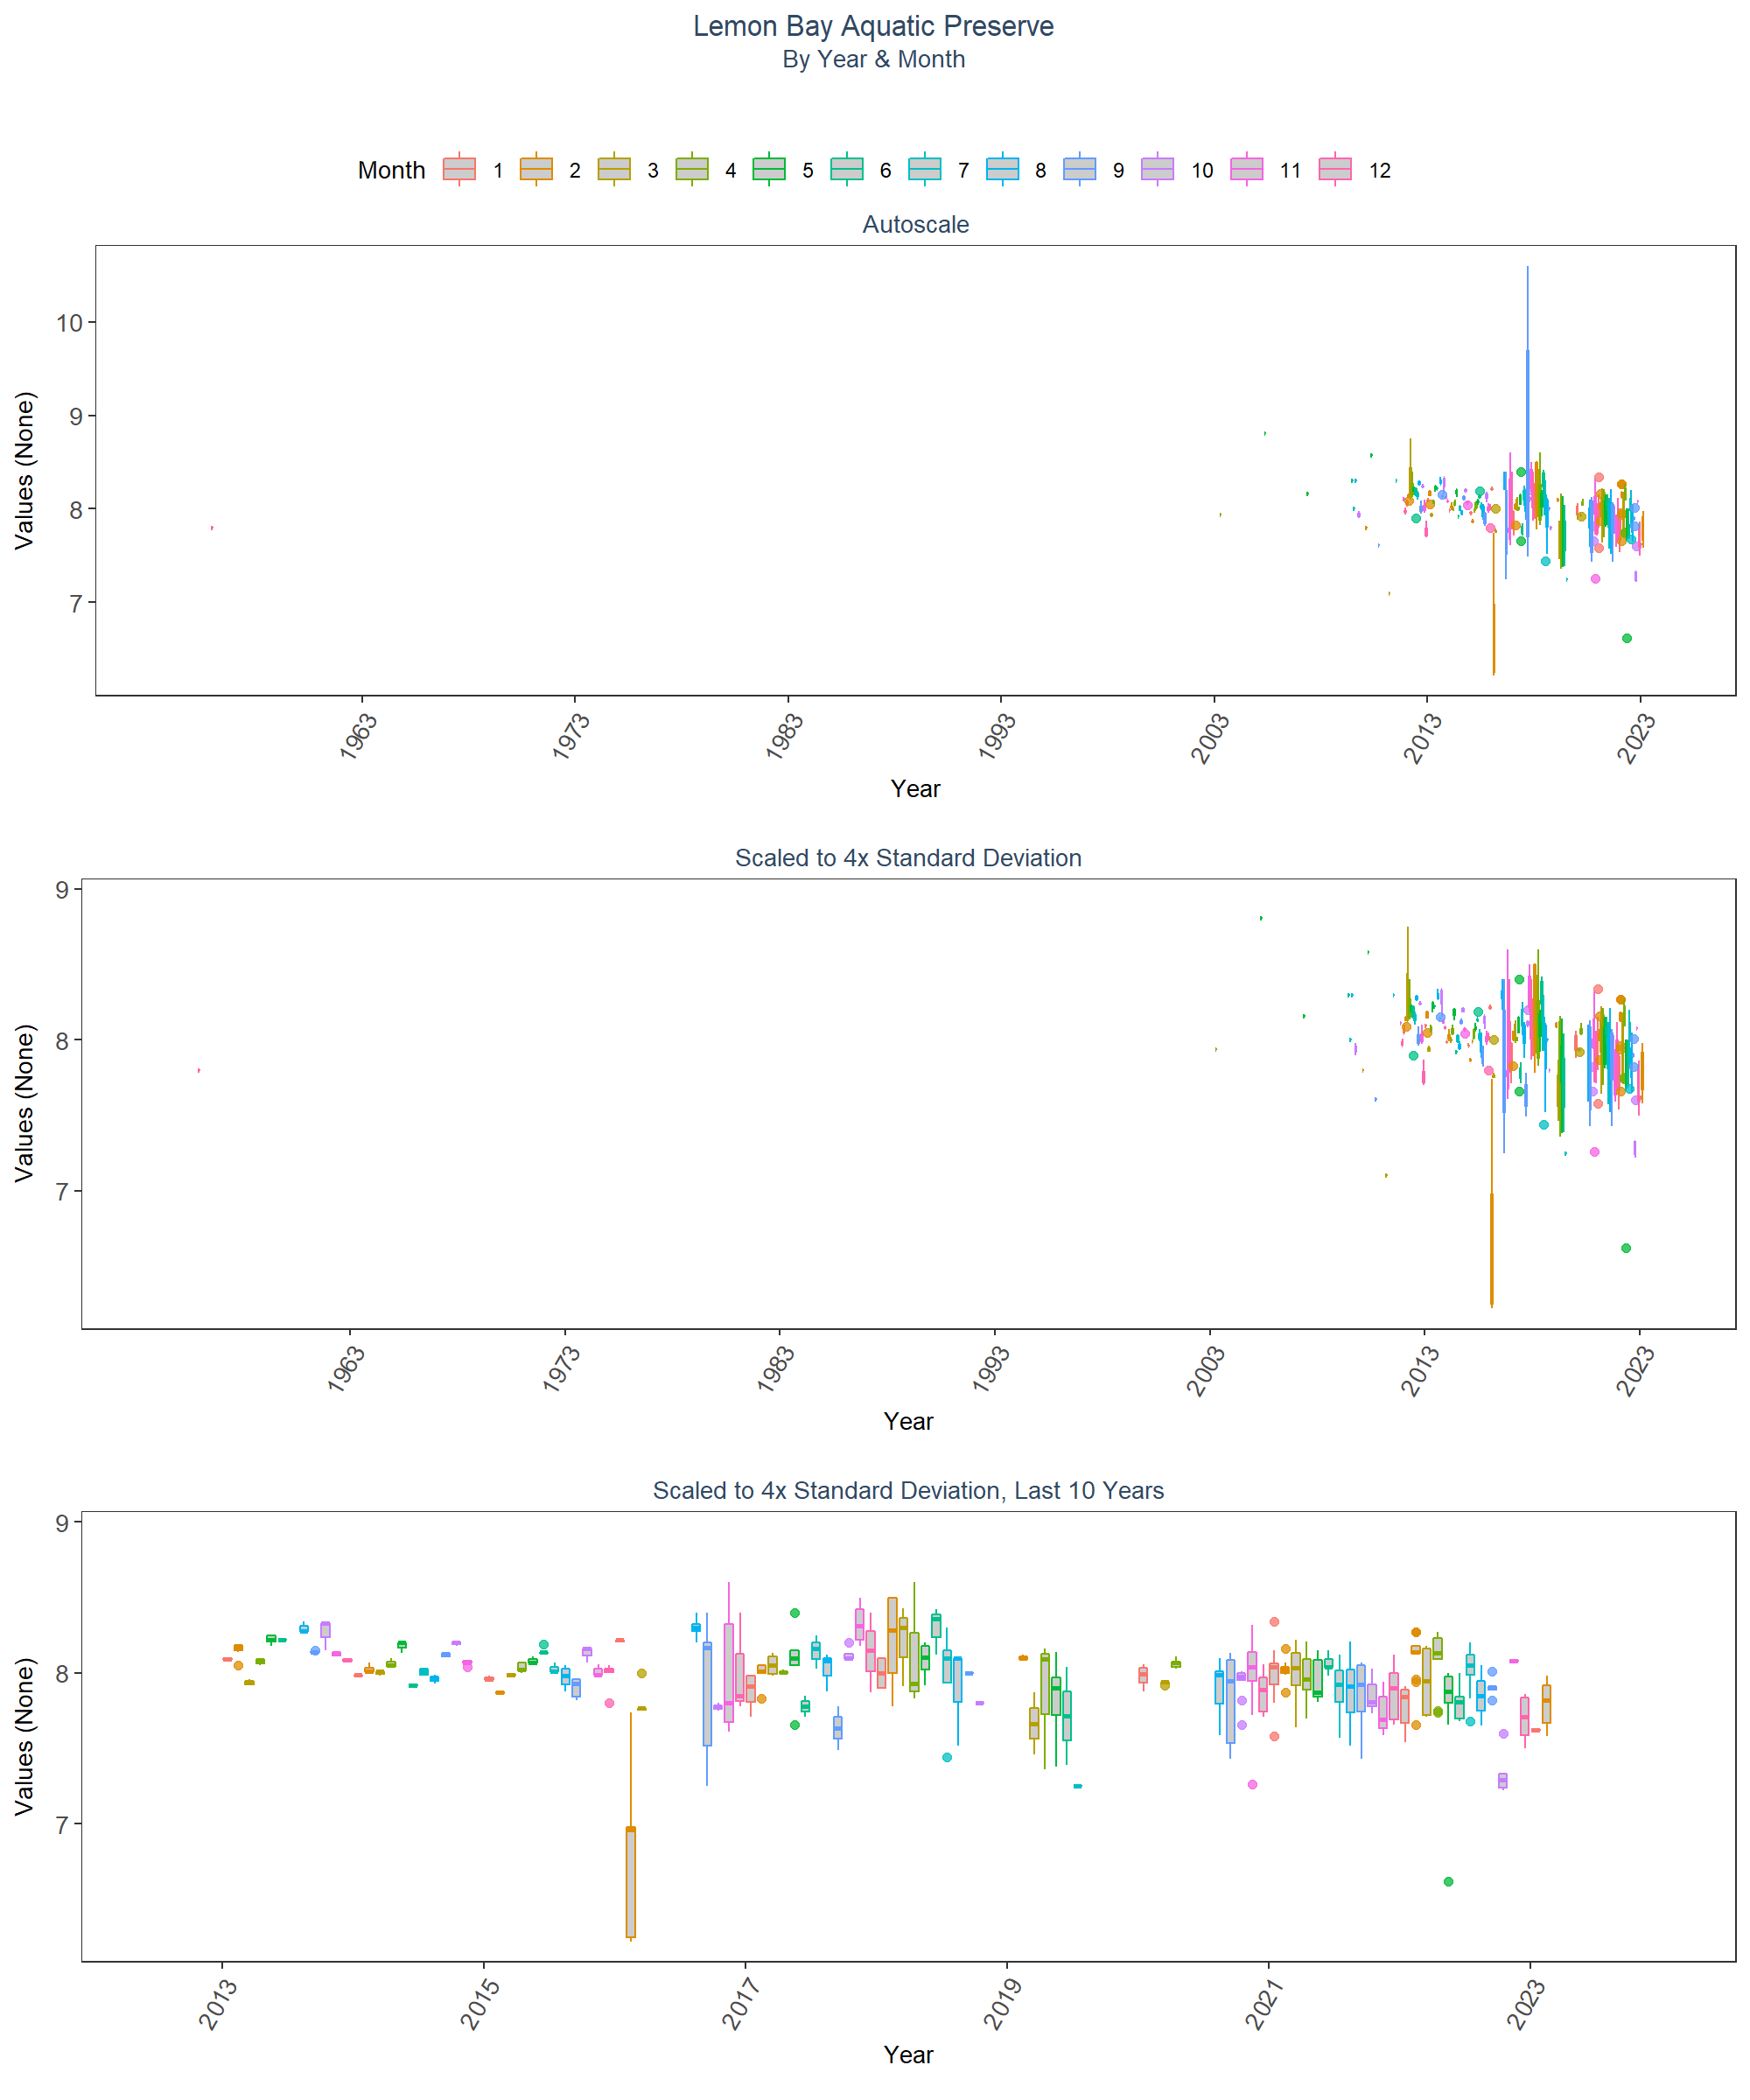 Lemon Bay Aquatic Preserve
By Year & Month
Month 1 2 3 4 5 6 7 8 9 10 11 12
Autoscale
Values (None)
10
9
8
7
1963 1973 1983 1993 2003 2013 2023
Year
Scaled to 4x Standard Deviation
Values (None)
9
8
7
1963 1973 1983 1993 2003 2013 2023
Year
Scaled to 4x Standard Deviation, Last 10 Years
Values (None)
9
8
7
2013 2015 2017 2019 2021 2023
Year